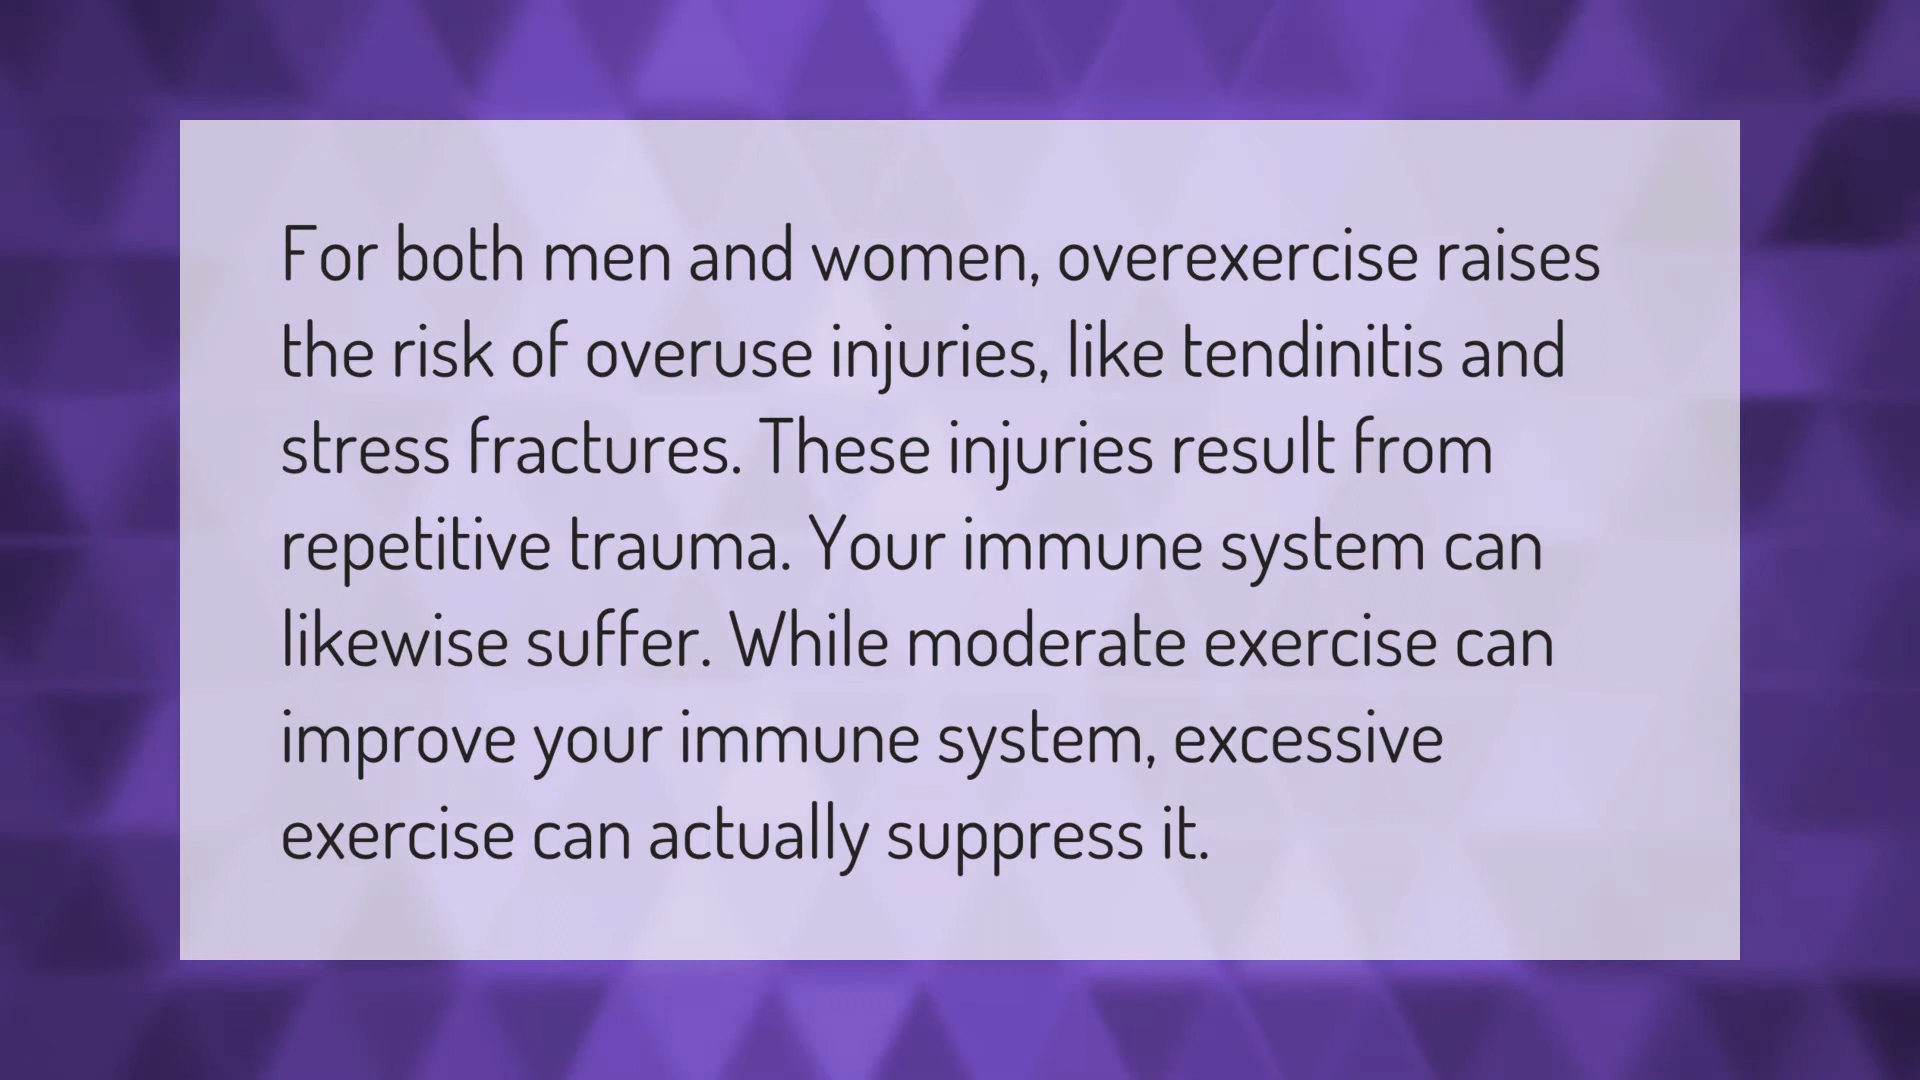 For both men and women, overexercise raises
the risk of overuse injuries, like tendinitis and
stress fractures. These injuries result from
repetitive trauma. Your immune system can
likewise suffer. While moderate exercise can
improve your immune system, excessive
exercise can actually suppress it.